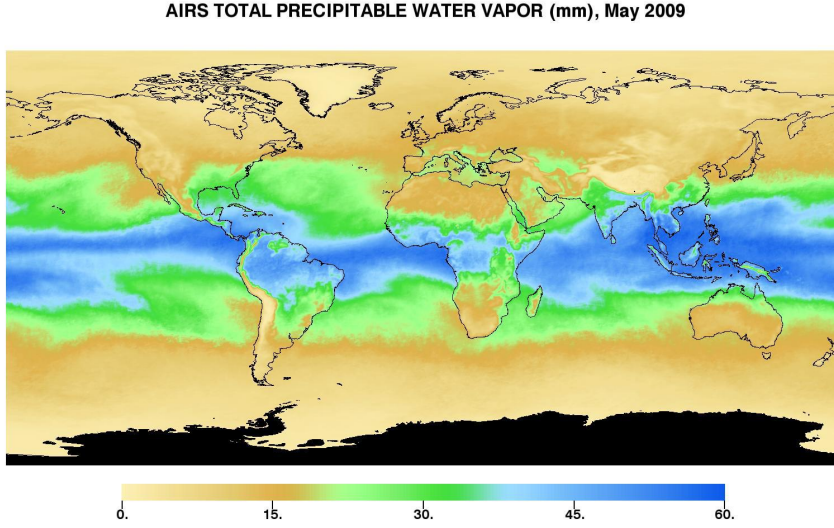 AIRS TOTAL PRECIPITABLE WATER VAPOR (mm), May 2009
0. 15. 30. 45. 60.